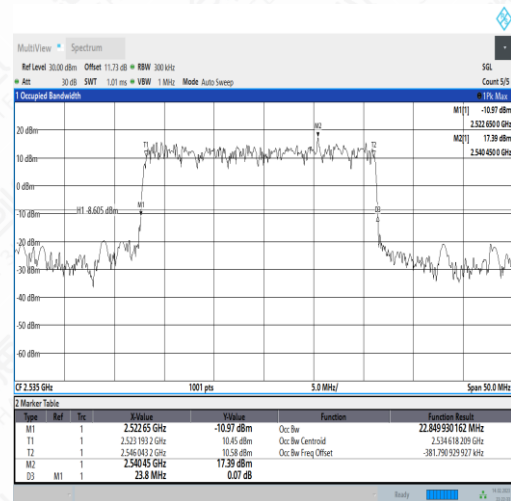 MultiView Spectrum
Ref Level 30.00 dBm Offset 11.73 dB RBW 300 kHz SGL
Att 30 dB SWT 1.01 ms VBW 1 MHz Mode Auto Sweep Count 5/5
1 Occupied Bandwidth 1Pk Max
M1[1] -10.97 dBm
2.522 650 0 GHz
M2[1] 17.39 dBm
2.540 450 0 GHz
M2
20 dBm
T1 T2
10 dBm
0 dBm
M1 D3
H1 -8.605 dBm
-10 dBm
-20 dBm
-30 dBm
-40 dBm
-50 dBm
-60 dBm
CF 2.535 GHz 1001 pts 5.0 MHz/ Span 50.0 MHz
2 Marker Table
Type Ref Trc X-Value Y-Value Function Function Result
M1 1 2.522 65 GHz -10.97 dBm Occ Bw 22.849 930 162 MHz
T1 1 2.523 193 2 GHz 10.45 dBm Occ Bw Centroid 2.534 618 209 GHz
T2 1 2.546 043 2 GHz 10.58 dBm Occ Bw Freq Offset -381.790 929 927 kHz
M2 1 2.540 45 GHz 17.39 dBm
D3 M1 1 23.8 MHz 0.07 dB
Ready